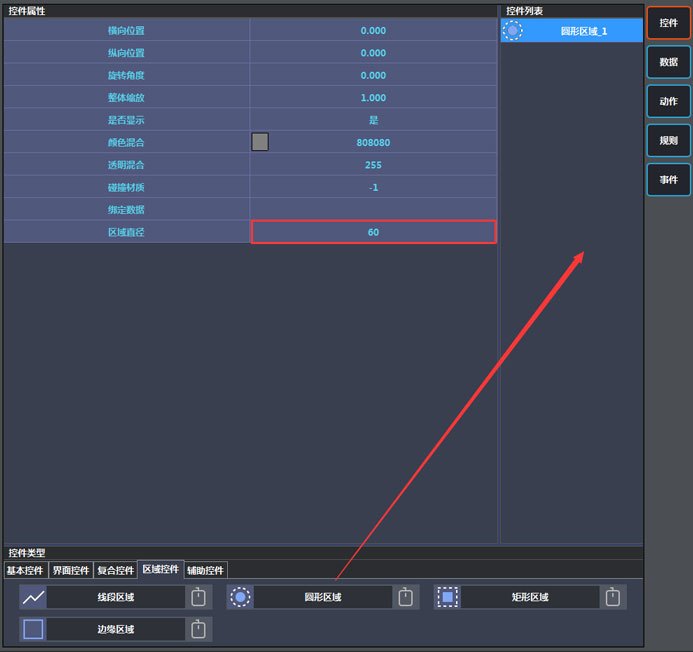 控件属性
横向位置 0.000
纵向位置 0.000
旋转角度 0.000
整体缩放 1.000
是否显示 是
颜色混合 808080
透明混合 255
碰撞材质 -1
绑定数据
区域直径 60
控件列表
圆形区域_1
控件
数据
动作
规则
事件
控件类型
基本控件 界面控件 复合控件 区域控件 辅助控件
线段区域 圆形区域 矩形区域
边缘区域